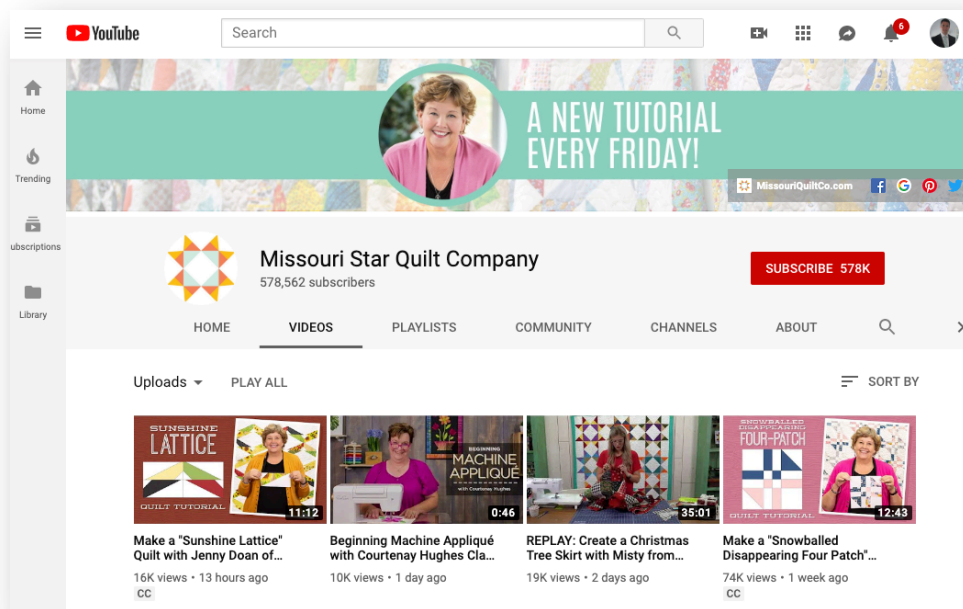 YouTube
Search
6
Home
Trending
ubscriptions
Library
A NEW TUTORIAL
EVERY FRIDAY!
MissouriQuiltCo.com
Missouri Star Quilt Company
578,562 subscribers
SUBSCRIBE 578K
HOME VIDEOS PLAYLISTS COMMUNITY CHANNELS ABOUT
Uploads PLAY ALL SORT BY
SUNSHINE
LATTICE
QUILT TUTORIAL
11:12
BEGINNING
MACHINE
APPLIQUÉ
with Courtenay Hughes
0:46
35:01
SNOWBALLED
DISAPPEARING
FOUR-PATCH
QUILT TUTORIAL
12:43
Make a "Sunshine Lattice"
Quilt with Jenny Doan of...
16K views • 13 hours ago
CC
Beginning Machine Appliqué
with Courtenay Hughes Cla...
10K views • 1 day ago
REPLAY: Create a Christmas
Tree Skirt with Misty from...
19K views • 2 days ago
Make a "Snowballed
Disappearing Four Patch"...
74K views • 1 week ago
CC